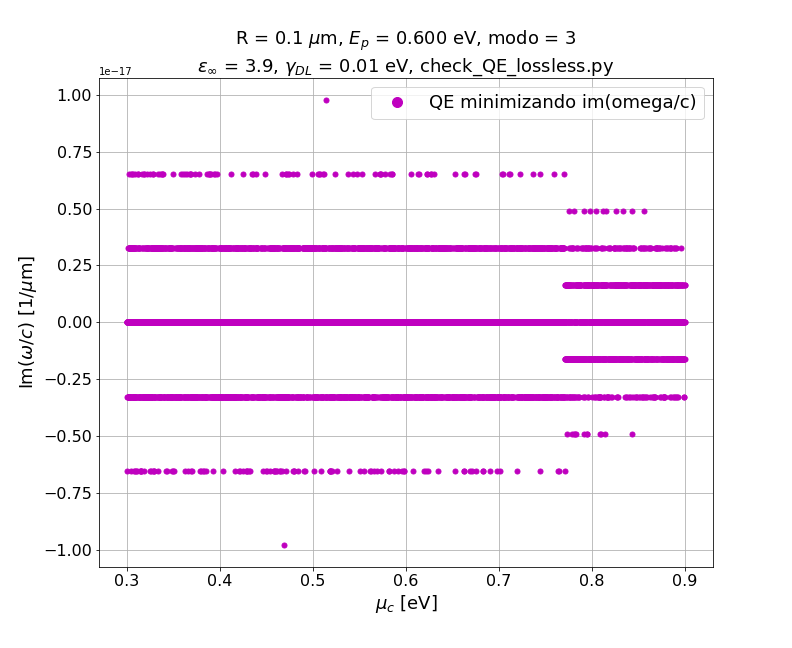 R = 0.1 μm, E_p = 0.600 eV, modo = 3
ε_∞ = 3.9, γ_DL = 0.01 eV, check_QE_lossless.py
1e−17
QE minimizando im(omega/c)
1.00
0.75
0.50
0.25
0.00
−0.25
−0.50
−0.75
−1.00
Im(ω/c) [1/μm]
0.3 0.4 0.5 0.6 0.7 0.8 0.9
μ_c [eV]